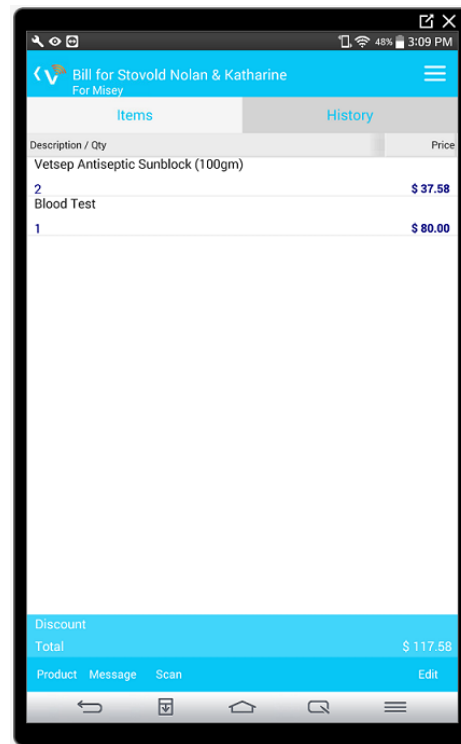 48% 3:09 PM
Bill for Stovold Nolan & Katharine
For Misey
Items History
Description / Qty Price
Vetsep Antiseptic Sunblock (100gm)
2 $ 37.58
Blood Test
1 $ 80.00
Discount
Total $ 117.58
Product Message Scan Edit